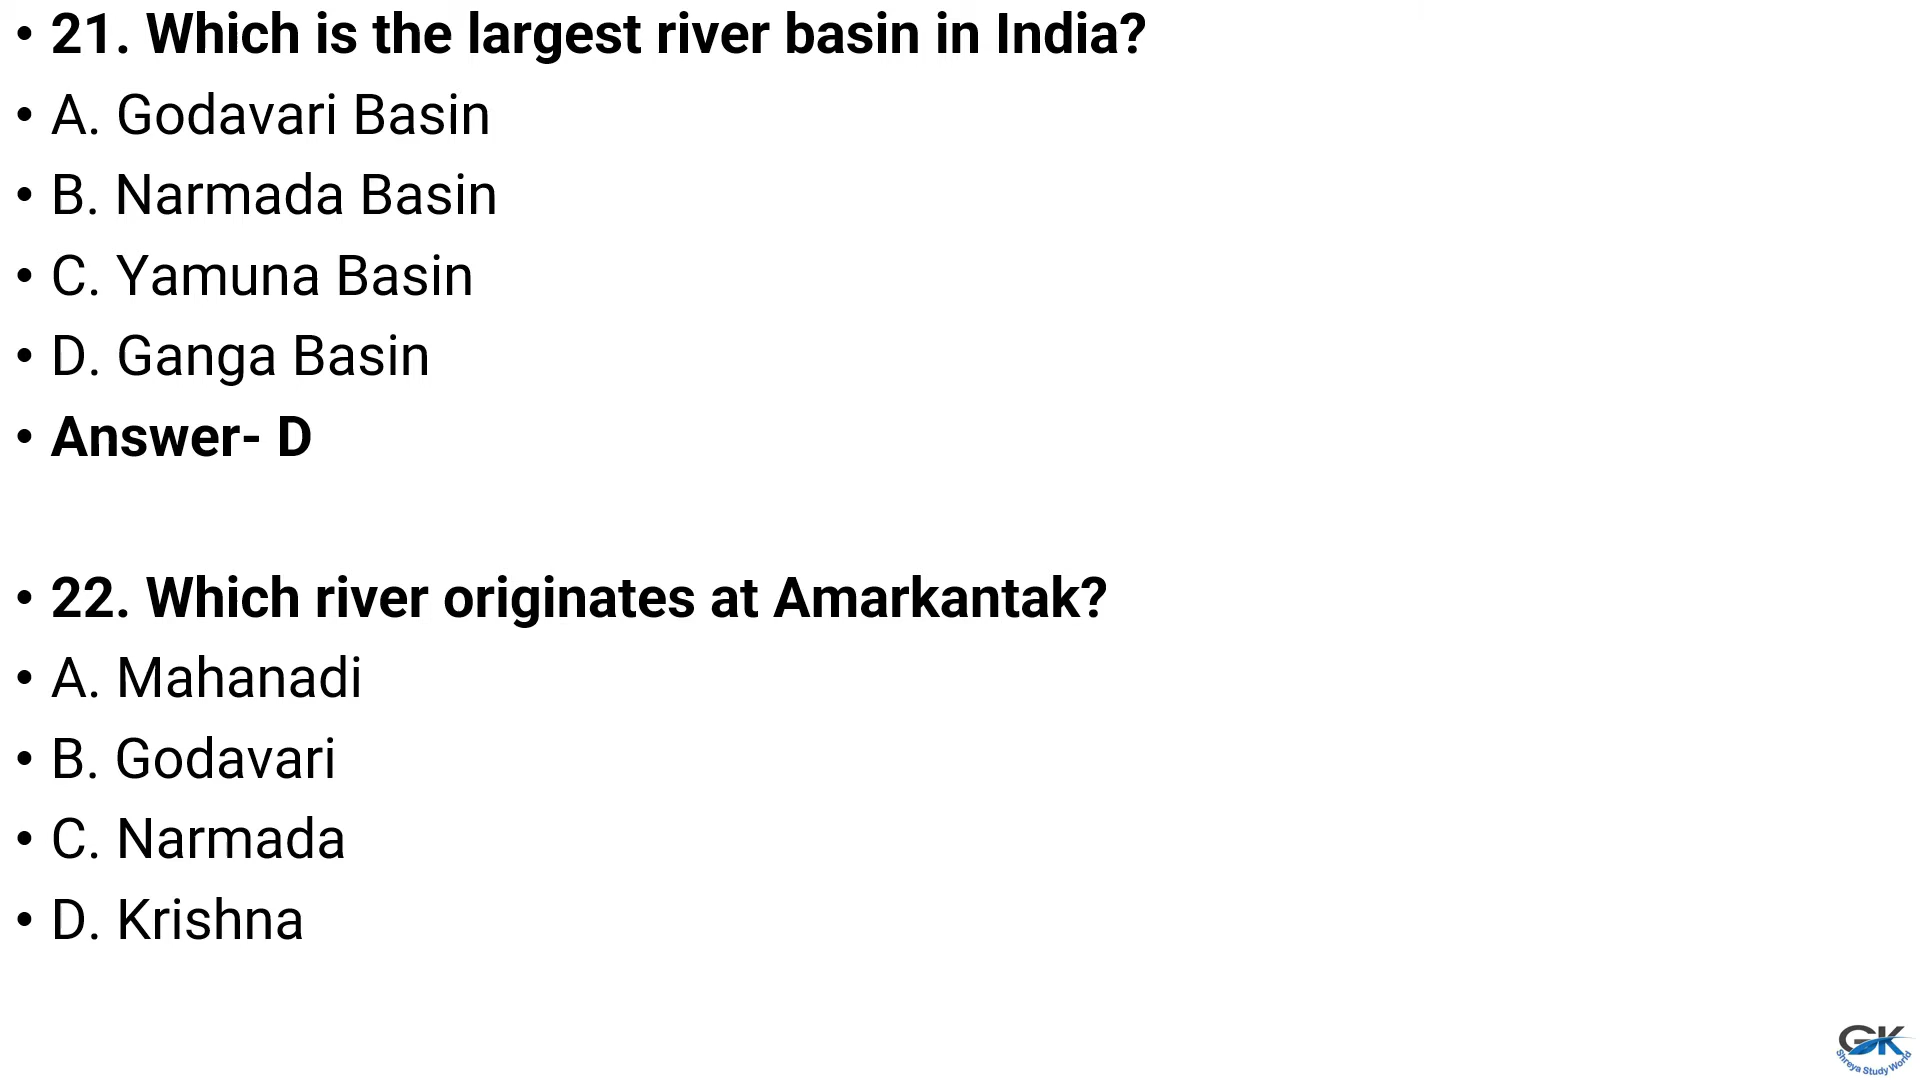 • 21. Which is the largest river basin in India?
• A. Godavari Basin
• B. Narmada Basin
• C. Yamuna Basin
• D. Ganga Basin
• Answer- D
• 22. Which river originates at Amarkantak?
• A. Mahanadi
• B. Godavari
• C. Narmada
• D. Krishna
GK
Shreya Study World